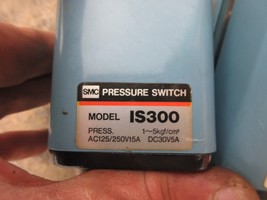 SMC PRESSURE SWITCH
MODEL IS300
PRESS. 1~5kgf/cm²
AC125/250V15A DC30V5A